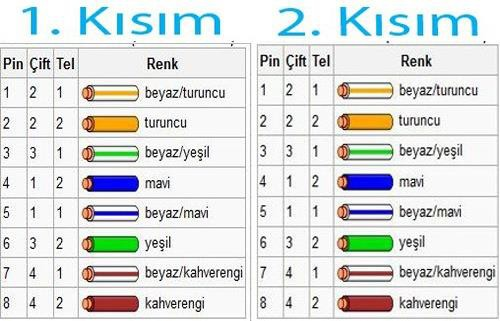 1. Kısım
Pin Çift Tel Renk
1 2 1 beyaz/turuncu
2 2 2 turuncu
3 3 1 beyaz/yeşil
4 1 2 mavi
5 1 1 beyaz/mavi
6 3 2 yeşil
7 4 1 beyaz/kahverengi
8 4 2 kahverengi
2. Kısım
Pin Çift Tel Renk
1 2 1 beyaz/turuncu
2 2 2 turuncu
3 3 1 beyaz/yeşil
4 1 2 mavi
5 1 1 beyaz/mavi
6 3 2 yeşil
7 4 1 beyaz/kahverengi
8 4 2 kahverengi